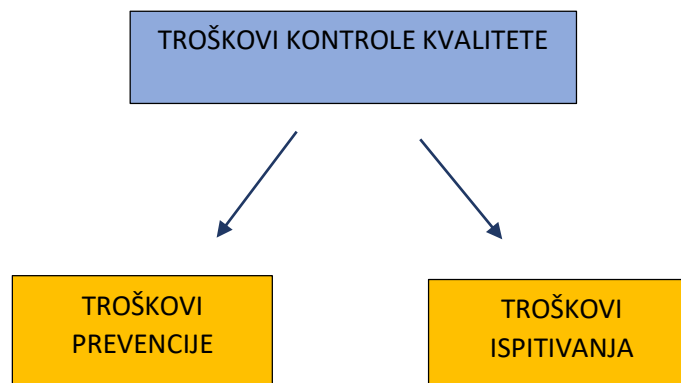 TROŠKOVI KONTROLE KVALITETE
TROŠKOVI
PREVENCIJE
TROŠKOVI
ISPITIVANJA